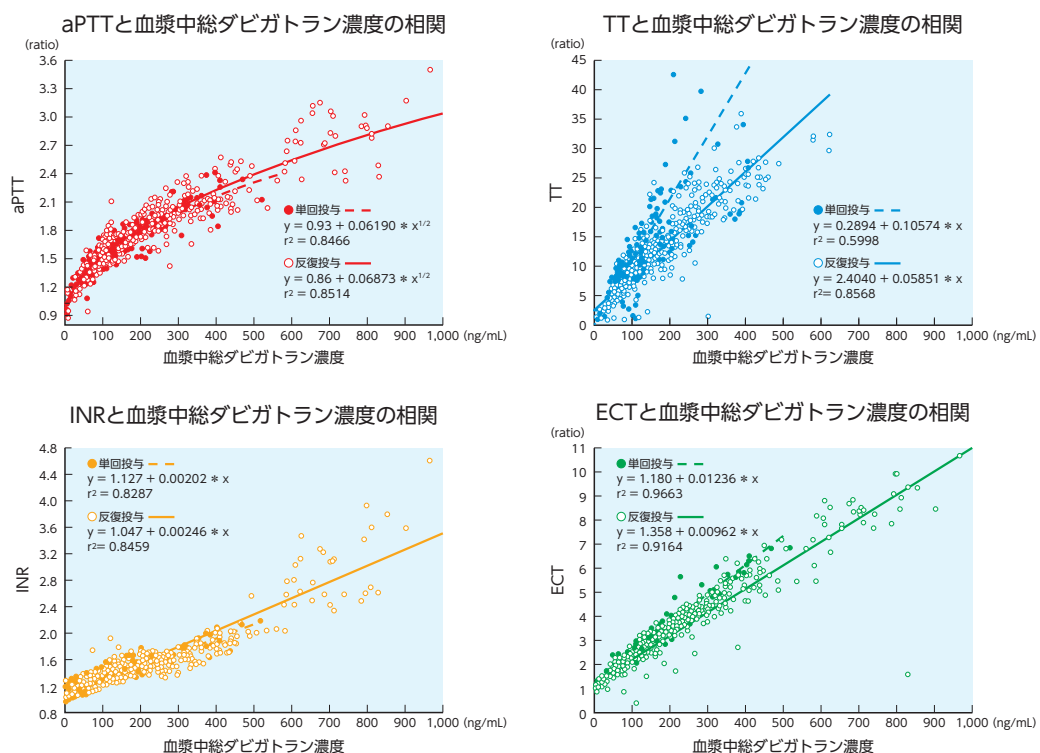 aPTTと血漿中総ダビガトラン濃度の相関
(ratio)
3.6
3.3
3.0
2.7
2.4
2.1
1.8
1.5
1.2
0.9
aPTT
●単回投与
y = 0.93 + 0.06190 * x1/2
r2 = 0.8466
○反復投与
y = 0.86 + 0.06873 * x1/2
r2 = 0.8514
0 100 200 300 400 500 600 700 800 900 1,000 (ng/mL)
血漿中総ダビガトラン濃度
TTと血漿中総ダビガトラン濃度の相関
(ratio)
45
40
35
30
25
20
15
10
5
0
TT
●単回投与
y = 0.2894 + 0.10574 * x
r2 = 0.5998
○反復投与
y = 2.4040 + 0.05851 * x
r2= 0.8568
0 100 200 300 400 500 600 700 800 900 1,000 (ng/mL)
血漿中総ダビガトラン濃度
INRと血漿中総ダビガトラン濃度の相関
4.8
4.4
4.0
3.6
3.2
2.8
2.4
2.0
1.6
1.2
0.8
INR
●単回投与
y = 1.127 + 0.00202 * x
r2 = 0.8287
○反復投与
y = 1.047 + 0.00246 * x
r2= 0.8459
0 100 200 300 400 500 600 700 800 900 1,000 (ng/mL)
血漿中総ダビガトラン濃度
ECTと血漿中総ダビガトラン濃度の相関
(ratio)
11
10
9
8
7
6
5
4
3
2
1
0
ECT
●単回投与
y = 1.180 + 0.01236 * x
r2 = 0.9663
○反復投与
y = 1.358 + 0.00962 * x
r2 = 0.9164
0 100 200 300 400 500 600 700 800 900 1,000 (ng/mL)
血漿中総ダビガトラン濃度